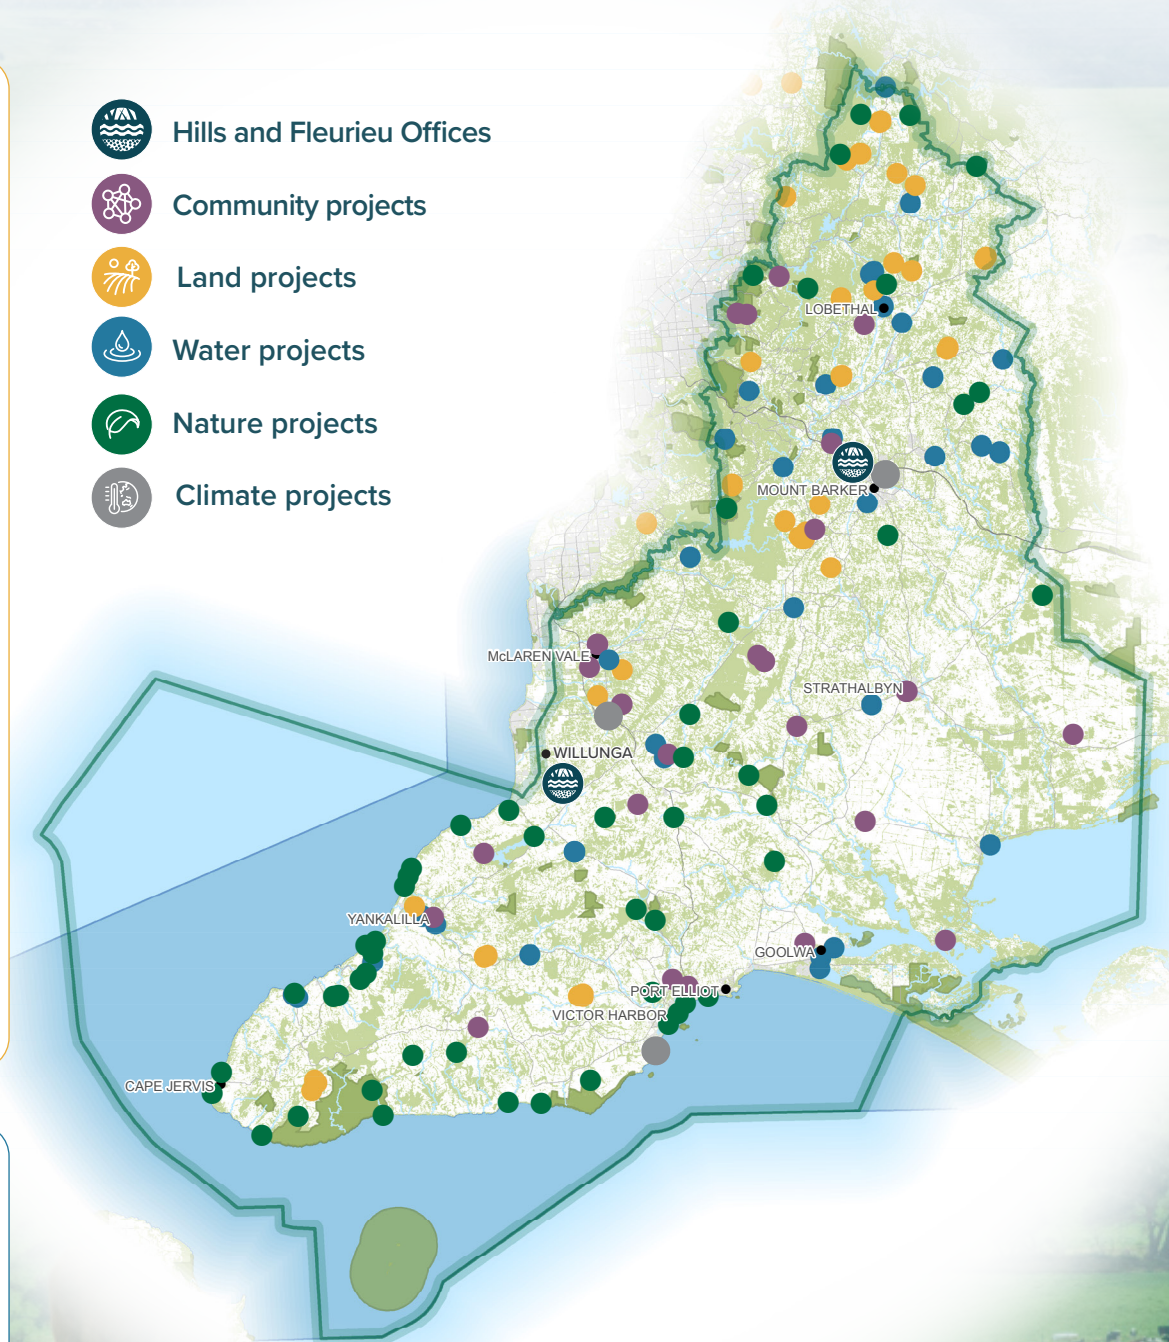 Hills and Fleurieu Offices
Community projects
Land projects
Water projects
Nature projects
Climate projects
LOBETHAL
MOUNT BARKER
McLAREN VALE
STRATHALBYN
WILLUNGA
YANKALILLA
GOOLWA
PORT ELLIOT
VICTOR HARBOR
CAPE JERVIS